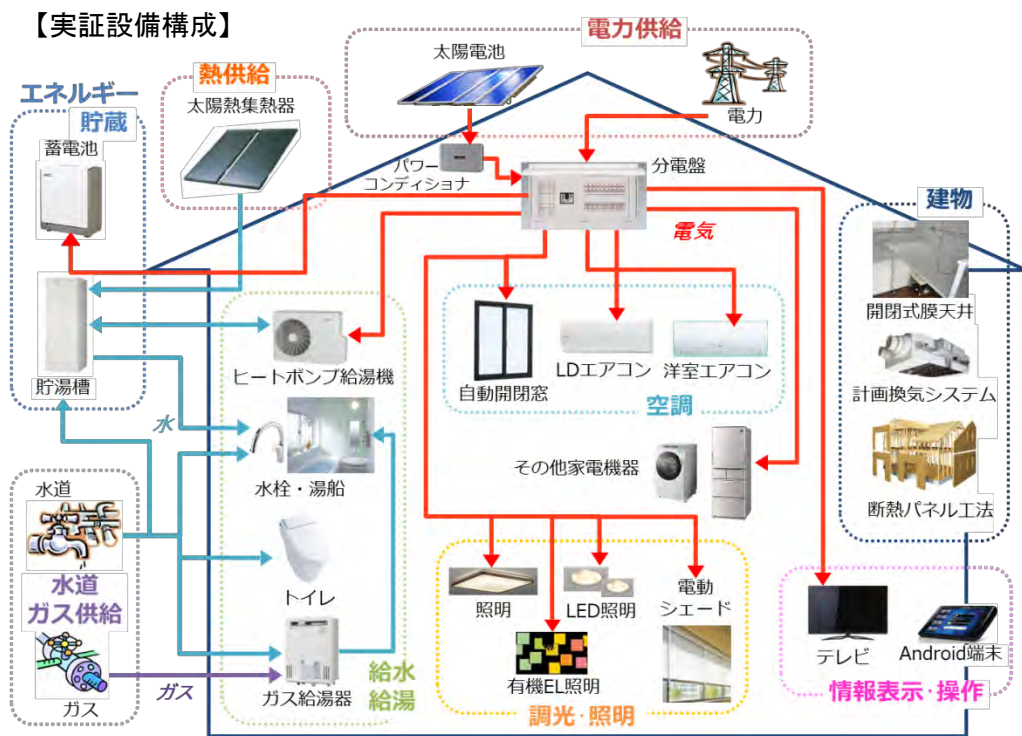 【実証設備構成】
電力供給
太陽電池
電力
熱供給
太陽熱集熱器
エネルギー
貯蔵
蓄電池
パワー
コンディショナ
分電盤
電気
建物
開閉式膜天井
計画換気システム
断熱パネル工法
貯湯槽
ヒートポンプ給湯機
自動開閉窓
LDエアコン
洋室エアコン
空調
水
水栓・湯船
その他家電機器
水道
トイレ
水道
ガス供給
ガス
ガス
ガス給湯器
給水
給湯
照明
LED照明
電動
シェード
有機EL照明
調光・照明
テレビ
Android端末
情報表示・操作